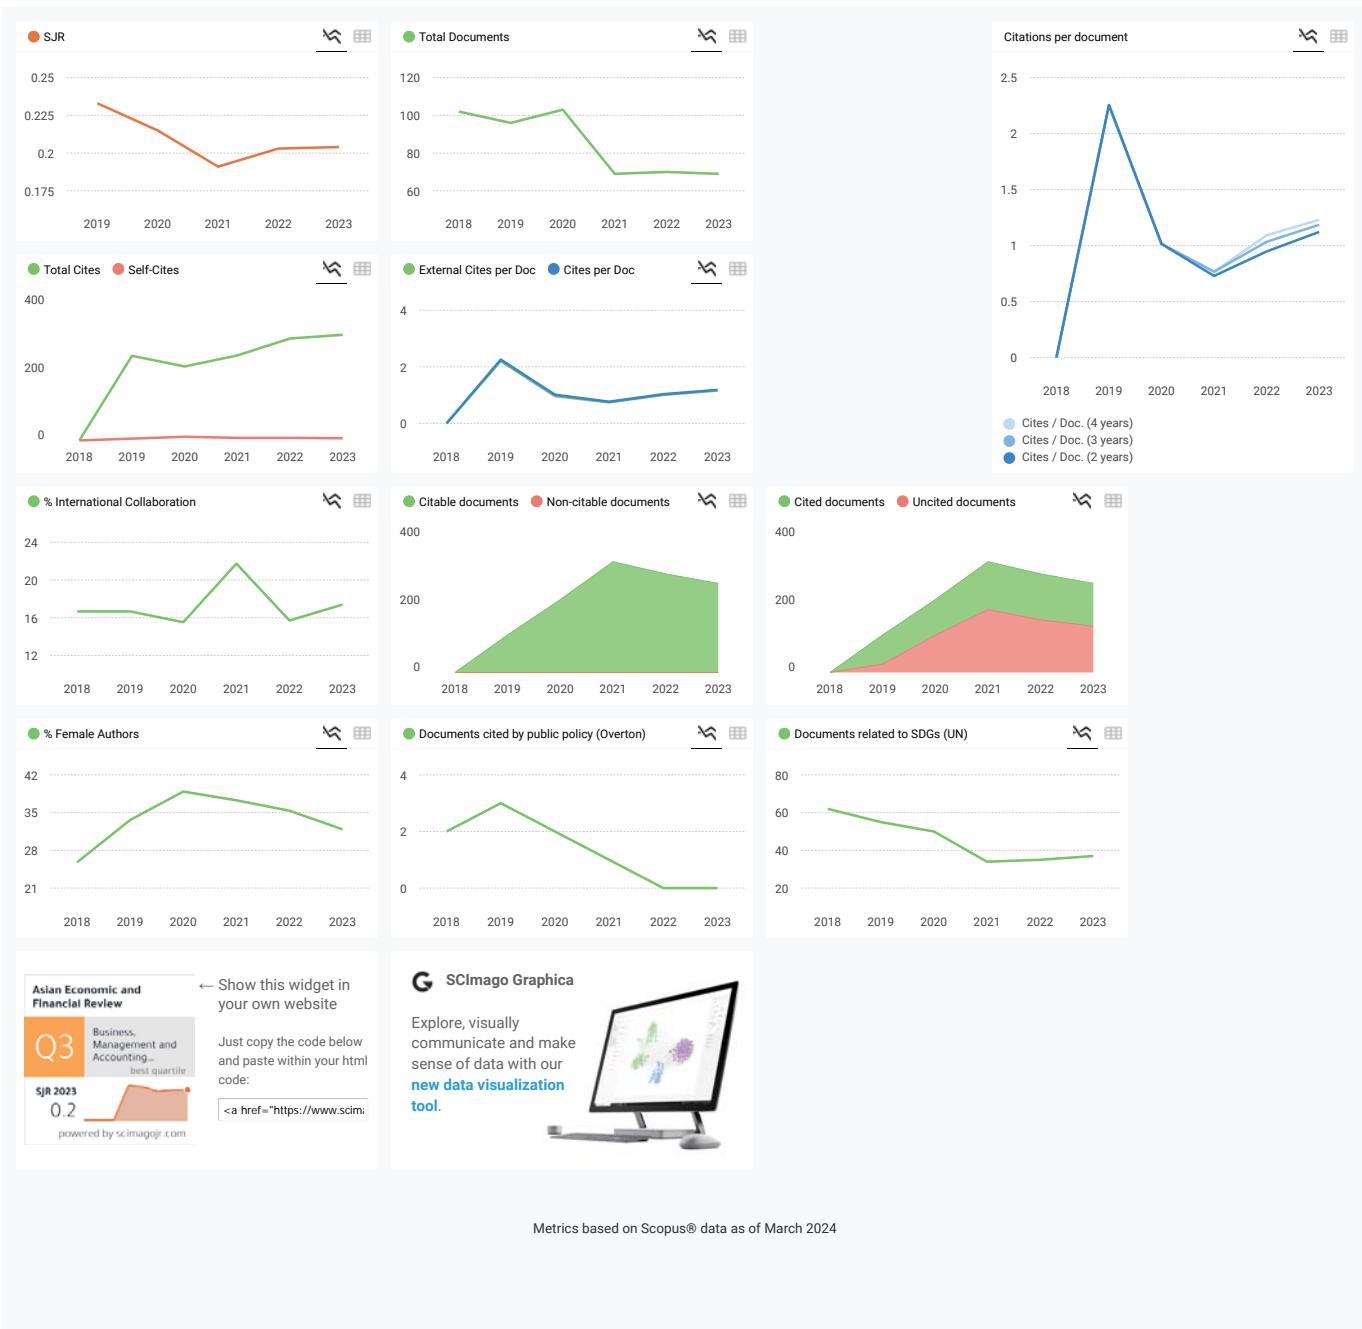 SJR
0.25
0.225
0.2
0.175
2019 2020 2021 2022 2023
Total Documents
120
100
80
60
2018 2019 2020 2021 2022 2023
Citations per document
2.5
2
1.5
1
0.5
0
2018 2019 2020 2021 2022 2023
Cites / Doc. (4 years)
Cites / Doc. (3 years)
Cites / Doc. (2 years)
Total Cites Self-Cites
400
200
0
2018 2019 2020 2021 2022 2023
External Cites per Doc Cites per Doc
4
2
0
2018 2019 2020 2021 2022 2023
% International Collaboration
24
20
16
12
2018 2019 2020 2021 2022 2023
Citable documents Non-citable documents
400
200
0
2018 2019 2020 2021 2022 2023
Cited documents Uncited documents
400
200
0
2018 2019 2020 2021 2022 2023
% Female Authors
42
35
28
21
2018 2019 2020 2021 2022 2023
Documents cited by public policy (Overton)
4
2
0
2018 2019 2020 2021 2022 2023
Documents related to SDGs (UN)
80
60
40
20
2018 2019 2020 2021 2022 2023
Asian Economic and
Financial Review
Q3
Business,
Management and
Accounting...
best quartile
SJR 2023
0.2
powered by scimagojr.com
← Show this widget in
your own website
Just copy the code below
and paste within your html
code:
<a href="https://www.scima
SCImago Graphica
Explore, visually
communicate and make
sense of data with our
new data visualization
tool.
Metrics based on Scopus® data as of March 2024